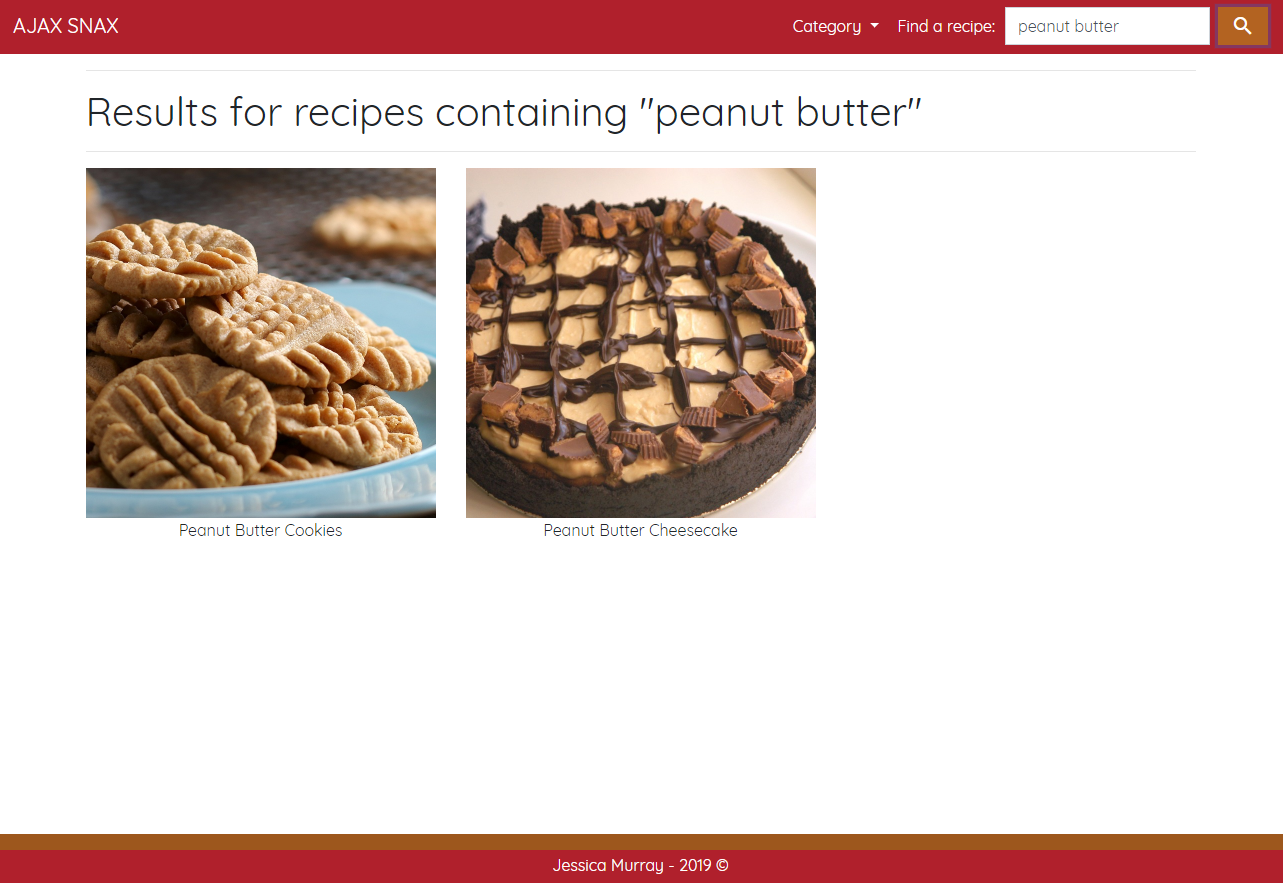 AJAX SNAX
Category
Find a recipe:
peanut butter
Results for recipes containing "peanut butter"
Peanut Butter Cookies
Peanut Butter Cheesecake
Jessica Murray - 2019 ©